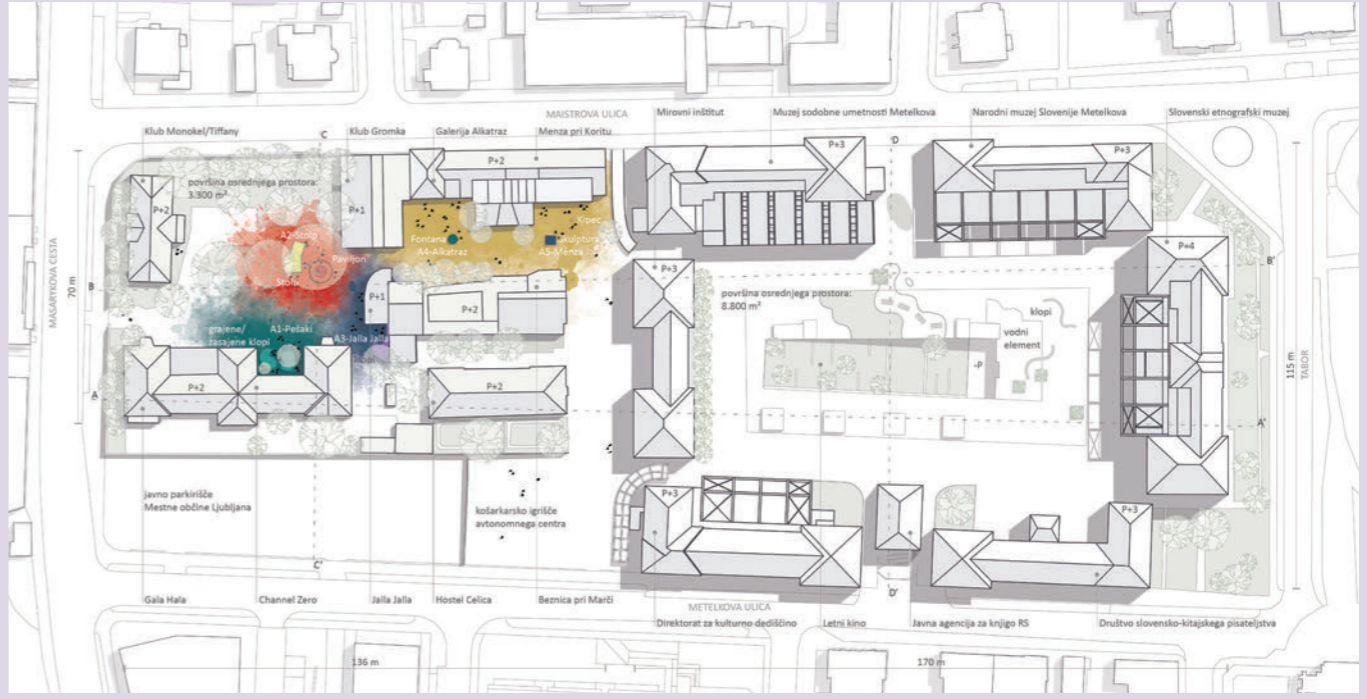 MAISTROVA ULICA
Mirovni inštitut
Muzej sodobne umetnosti Metelkova
Narodni muzej Slovenije Metelkova
Slovenski etnografski muzej
Klub Monokel/Tiffany
C
Klub Gromka
Galerija Alkatraz
Menza pri Koritu
D
P+3
P+3
P+2
površina osrednjega prostora:
3.300 m²
P+2
P+1
A2-Stolp
Paviljon
Kipec
Fontana
A4-Alkatraz
Skulptura
A5-Menza
P+4
B'
P+3
površina osrednjega prostora:
8.800 m²
MASARYKOVA CESTA
70 m
B
P+1
P+2
klopi
vodni
element
-P
grajene/
zasajene klopi
A1-Pešaki
A3-Jalla Jalla
115 m
TABOR
P+2
P+2
A
A'
javno parkirišče
Mestne občine Ljubljana
košarkarsko igrišče
avtonomnega centra
P+3
P+3
C'
D'
Gala Hala
Channel Zero
Jalla Jalla
Hostel Celica
Beznica pri Marči
METELKOVA ULICA
Direktorat za kulturno dediščino
Letni kino
Javna agencija za knjigo RS
Društvo slovensko-kitajskega pisateljstva
136 m
170 m